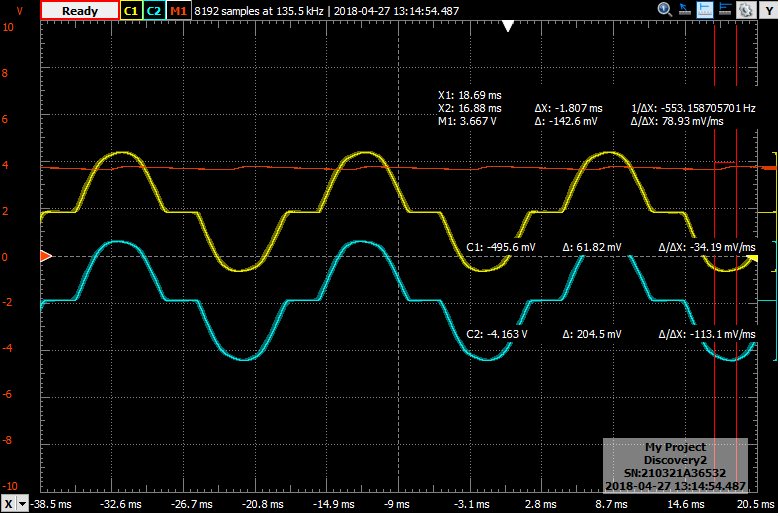 V Ready C1 C2 M1 8192 samples at 135.5 kHz | 2018-04-27 13:14:54.487 Y
10
8
6
4
2
0
-2
-4
-6
-8
-10
X1: 18.69 ms
X2: 16.88 ms ΔX: -1.807 ms 1/ΔX: -553.158705701 Hz
M1: 3.667 V Δ: -142.6 mV Δ/ΔX: 78.93 mV/ms
C1: -495.6 mV Δ: 61.82 mV Δ/ΔX: -34.19 mV/ms
C2: -4.163 V Δ: 204.5 mV Δ/ΔX: -113.1 mV/ms
My Project
Discovery2
SN:210321A36532
2018-04-27 13:14:54.487
X -38.5 ms -32.6 ms -26.7 ms -20.8 ms -14.9 ms -9 ms -3.1 ms 2.8 ms 8.7 ms 14.6 ms 20.5 ms